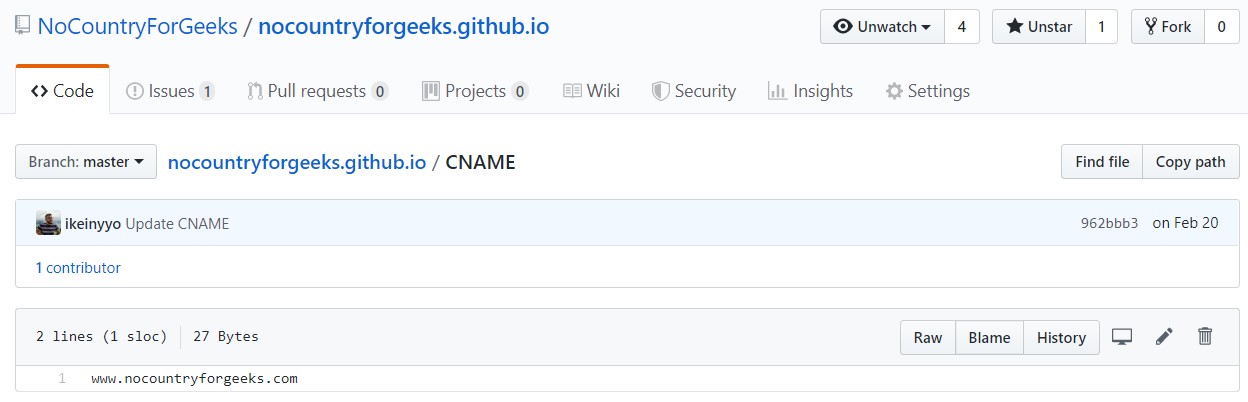 NoCountryForGeeks / nocountryforgeeks.github.io Unwatch 4 Unstar 1 Fork 0
Code Issues 1 Pull requests 0 Projects 0 Wiki Security Insights Settings
Branch: master nocountryforgeeks.github.io / CNAME Find file Copy path
ikeinyyo Update CNAME 962bbb3 on Feb 20
1 contributor
2 lines (1 sloc) 27 Bytes Raw Blame History
1 www.nocountryforgeeks.com